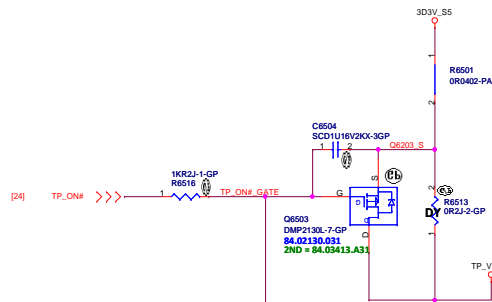 3D3V_S5
1
R6501
0R0402-PA
2
C6504
SCD1U16V2KX-3GP
1 2
Q6203_S
1KR2J-1-GP
R6516
[24] TP_ON#
1 2
TP_ON#_GATE
G
S
D
G
S
D
Q6503
DMP2130L-7-GP
84.02130.031
2ND = 84.03413.A31
2
R6513
DY
0R2J-2-GP
1
TP_V